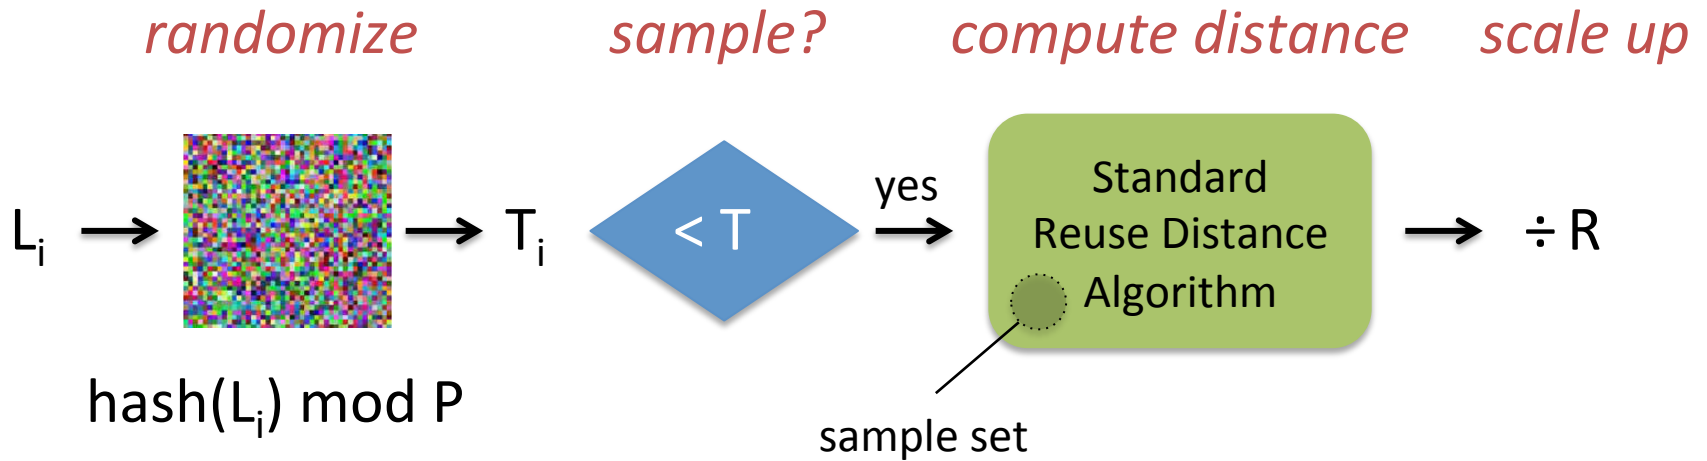 randomize sample? compute distance scale up
Lᵢ Tᵢ < T yes Standard Reuse Distance Algorithm ÷ R
hash(Lᵢ) mod P
sample set